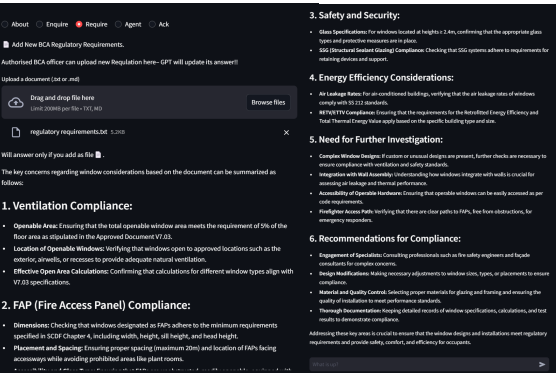 About Enquire Require Agent Ack
Add New BCA Regulatory Requirements.
Authorised BCA officer can upload new Regulation here– GPT will update its answer!!
Upload a document (.txt or .md)
Drag and drop file here
Limit 200MB per file • TXT, MD
Browse files
regulatory requirements.txt 5.2KB
Will answer only if you add as file .
The key concerns regarding window considerations based on the document can be summarized as
follows:
1. Ventilation Compliance:
• Openable Area: Ensuring that the total openable window area meets the requirement of 5% of the
floor area as stipulated in the Approved Document V7.03.
• Location of Openable Windows: Verifying that windows open to approved locations such as the
exterior, airwells, or recesses to provide adequate natural ventilation.
• Effective Open Area Calculations: Confirming that calculations for different window types align with
V7.03 specifications.
2. FAP (Fire Access Panel) Compliance:
• Dimensions: Checking that windows designated as FAPs adhere to the minimum requirements
specified in SCDF Chapter 4, including width, height, sill height, and head height.
• Placement and Spacing: Ensuring proper spacing (maximum 20m) and location of FAPs facing
accessways while avoiding prohibited areas like plant rooms.
3. Safety and Security:
• Glass Specifications: For windows located at heights ≥ 2.4m, confirming that the appropriate glass
types and protective measures are in place.
• SSG (Structural Sealant Glazing) Compliance: Checking that SSG systems adhere to requirements for
retaining devices and support.
4. Energy Efficiency Considerations:
• Air Leakage Rates: For air-conditioned buildings, verifying that the air leakage rates of windows
comply with SS 212 standards.
• RETV/ETTV Compliance: Ensuring that the requirements for the Retrofitted Energy Efficiency and
Total Thermal Energy Value apply based on the specific building type and size.
5. Need for Further Investigation:
• Complex Window Designs: If custom or unusual designs are present, further checks are necessary to
ensure compliance with ventilation and safety standards.
• Integration with Wall Assembly: Understanding how windows integrate with walls is crucial for
assessing air leakage and thermal performance.
• Accessibility of Operable Hardware: Ensuring that operable windows can be easily accessed as per
code requirements.
• Firefighter Access Path: Verifying that there are clear paths to FAPs, free from obstructions, for
emergency responders.
6. Recommendations for Compliance:
• Engagement of Specialists: Consulting professionals such as fire safety engineers and façade
consultants for complex concerns.
• Design Modifications: Making necessary adjustments to window sizes, types, or placements to ensure
compliance.
• Material and Quality Control: Selecting proper materials for glazing and framing and ensuring the
quality of installation to meet performance standards.
• Thorough Documentation: Keeping detailed records of window specifications, calculations, and test
results to demonstrate compliance.
Addressing these key areas is crucial to ensure that the window designs and installations meet regulatory
requirements and provide safety, comfort, and efficiency for occupants.
What is up?